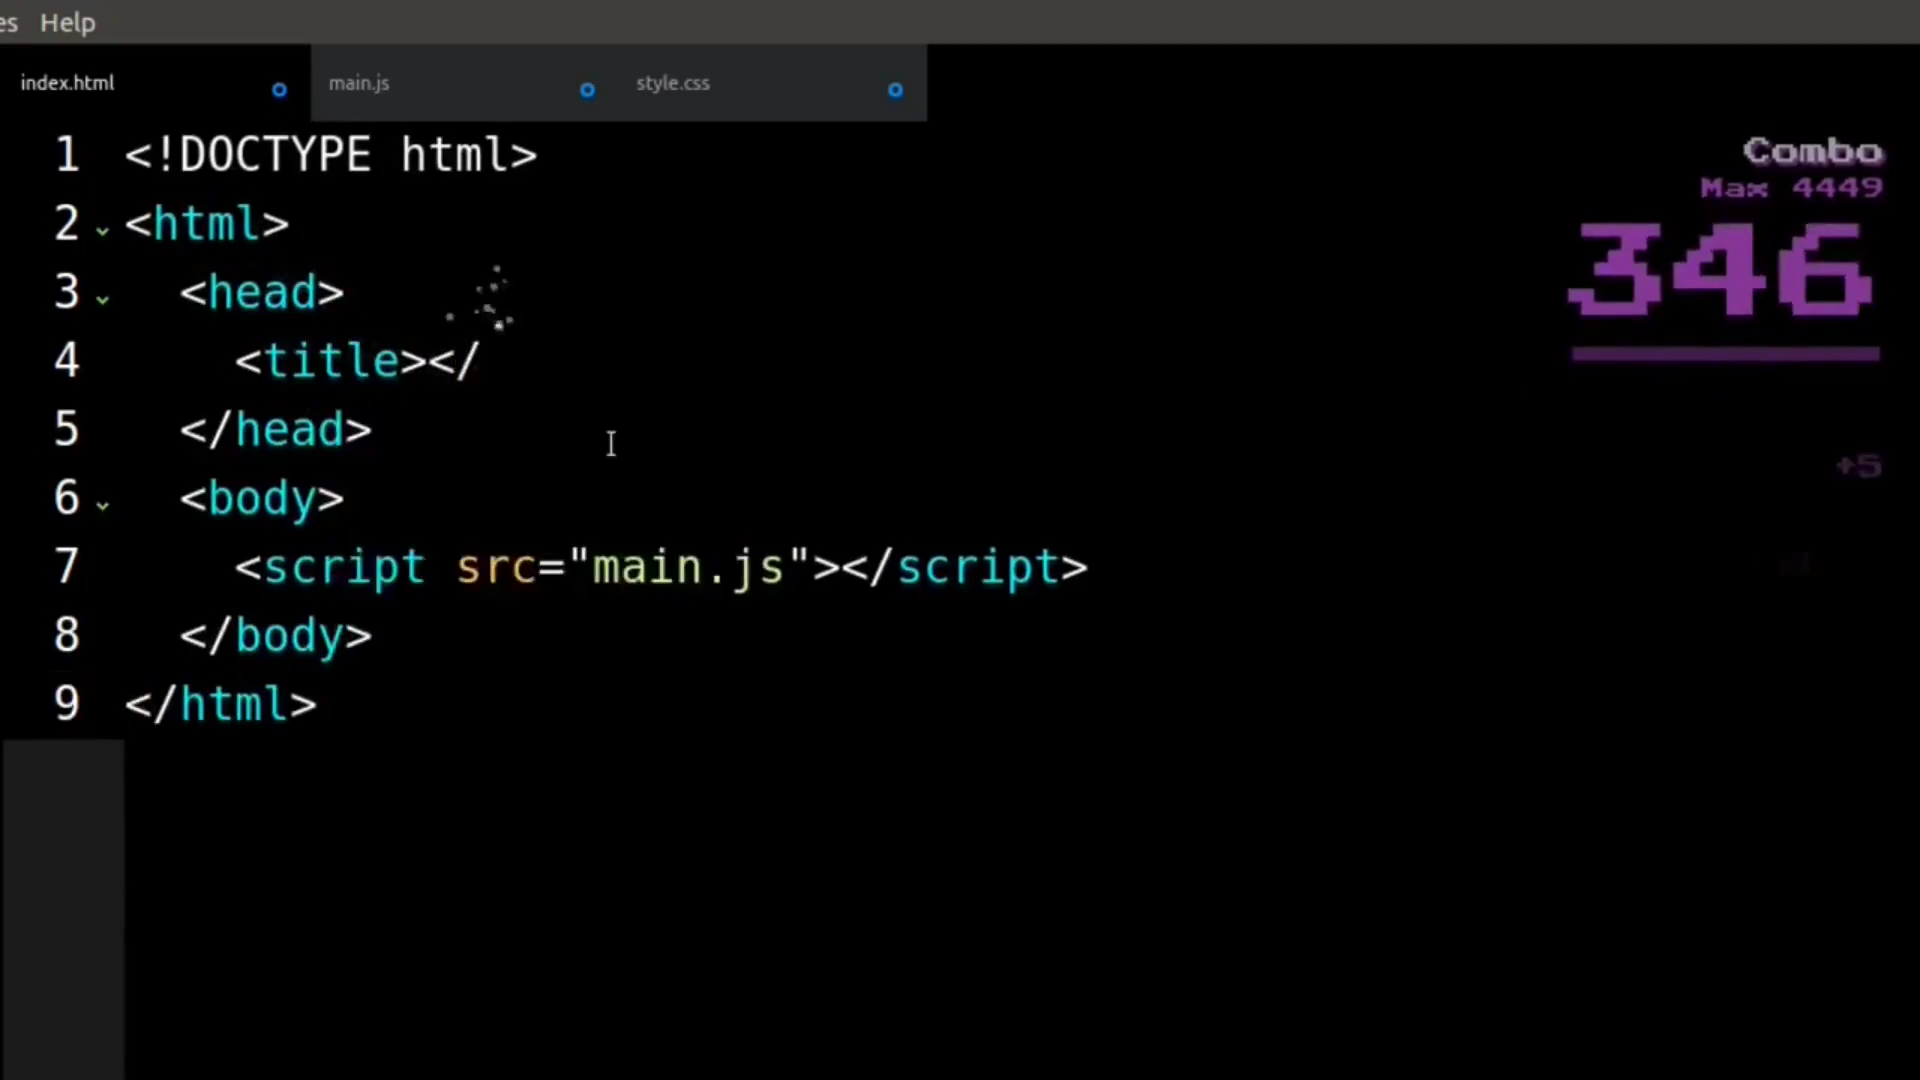 Help
index.html main.js style.css
Combo
Max 4449
346
+5
1 <!DOCTYPE html>
2 <html>
3 <head>
4 <title></
5 </head>
6 <body>
7 <script src="main.js"></script>
8 </body>
9 </html>